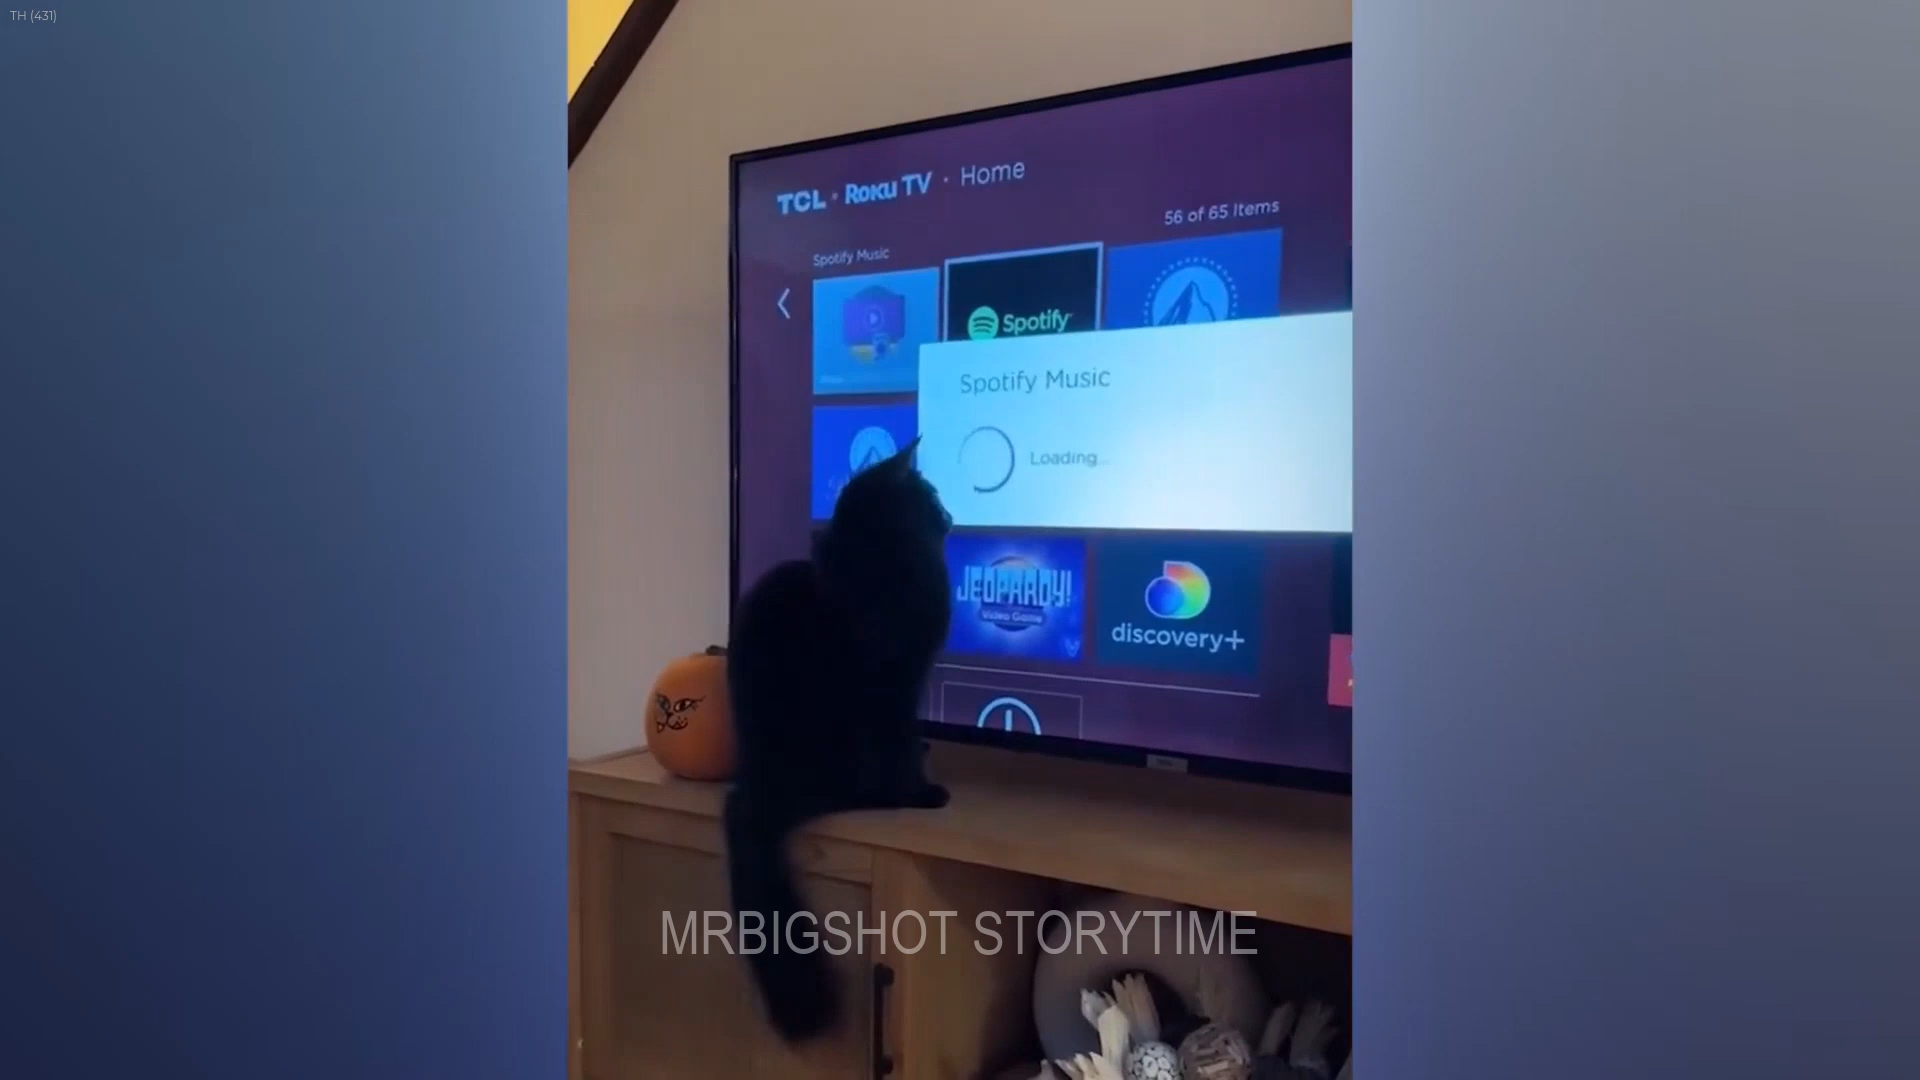 TH (431)
TCL · Roku TV · Home
56 of 65 Items
Spotify Music
Spotify
Spotify Music
Loading...
JEOPARDY!
Video Game
discovery+
MRBIGSHOT STORYTIME